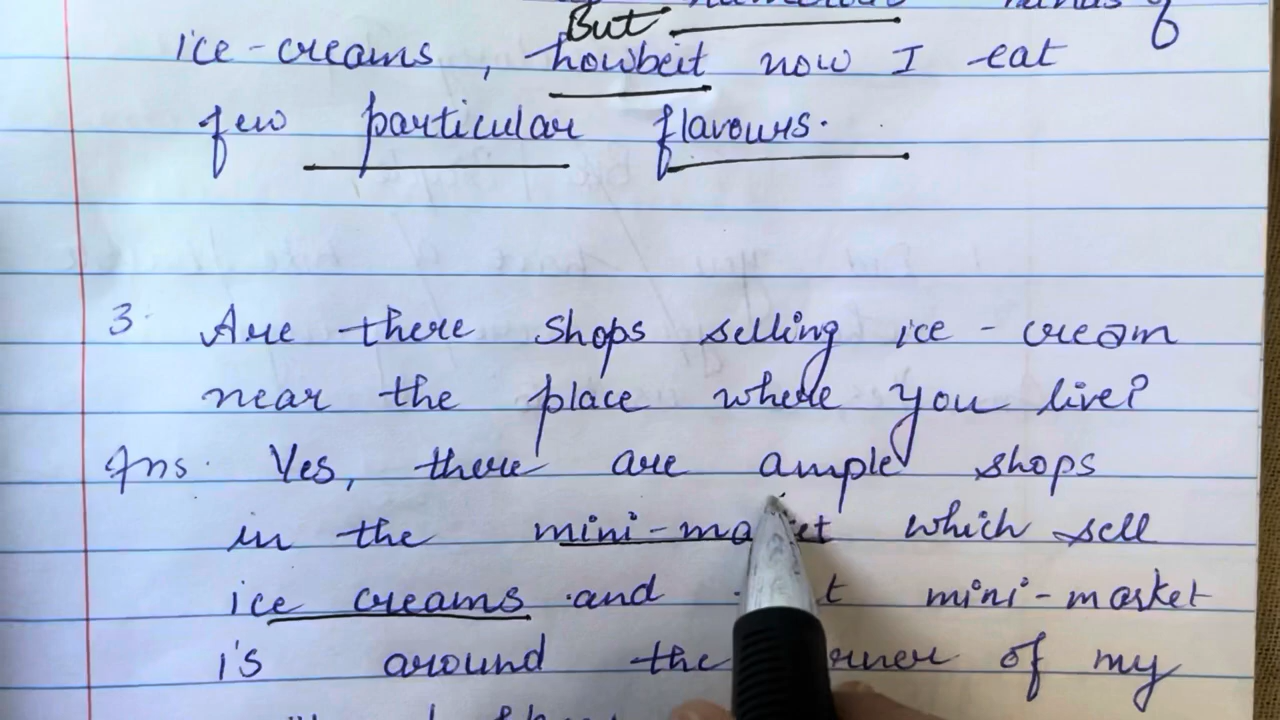 But
ice-creams, howbeit now I eat
few particular flavours.
3. Are there shops selling ice-cream
near the place where you live?
Ans. Yes, there are ample shops
in the mini-market which sell
ice creams and mini-market
is around the of my